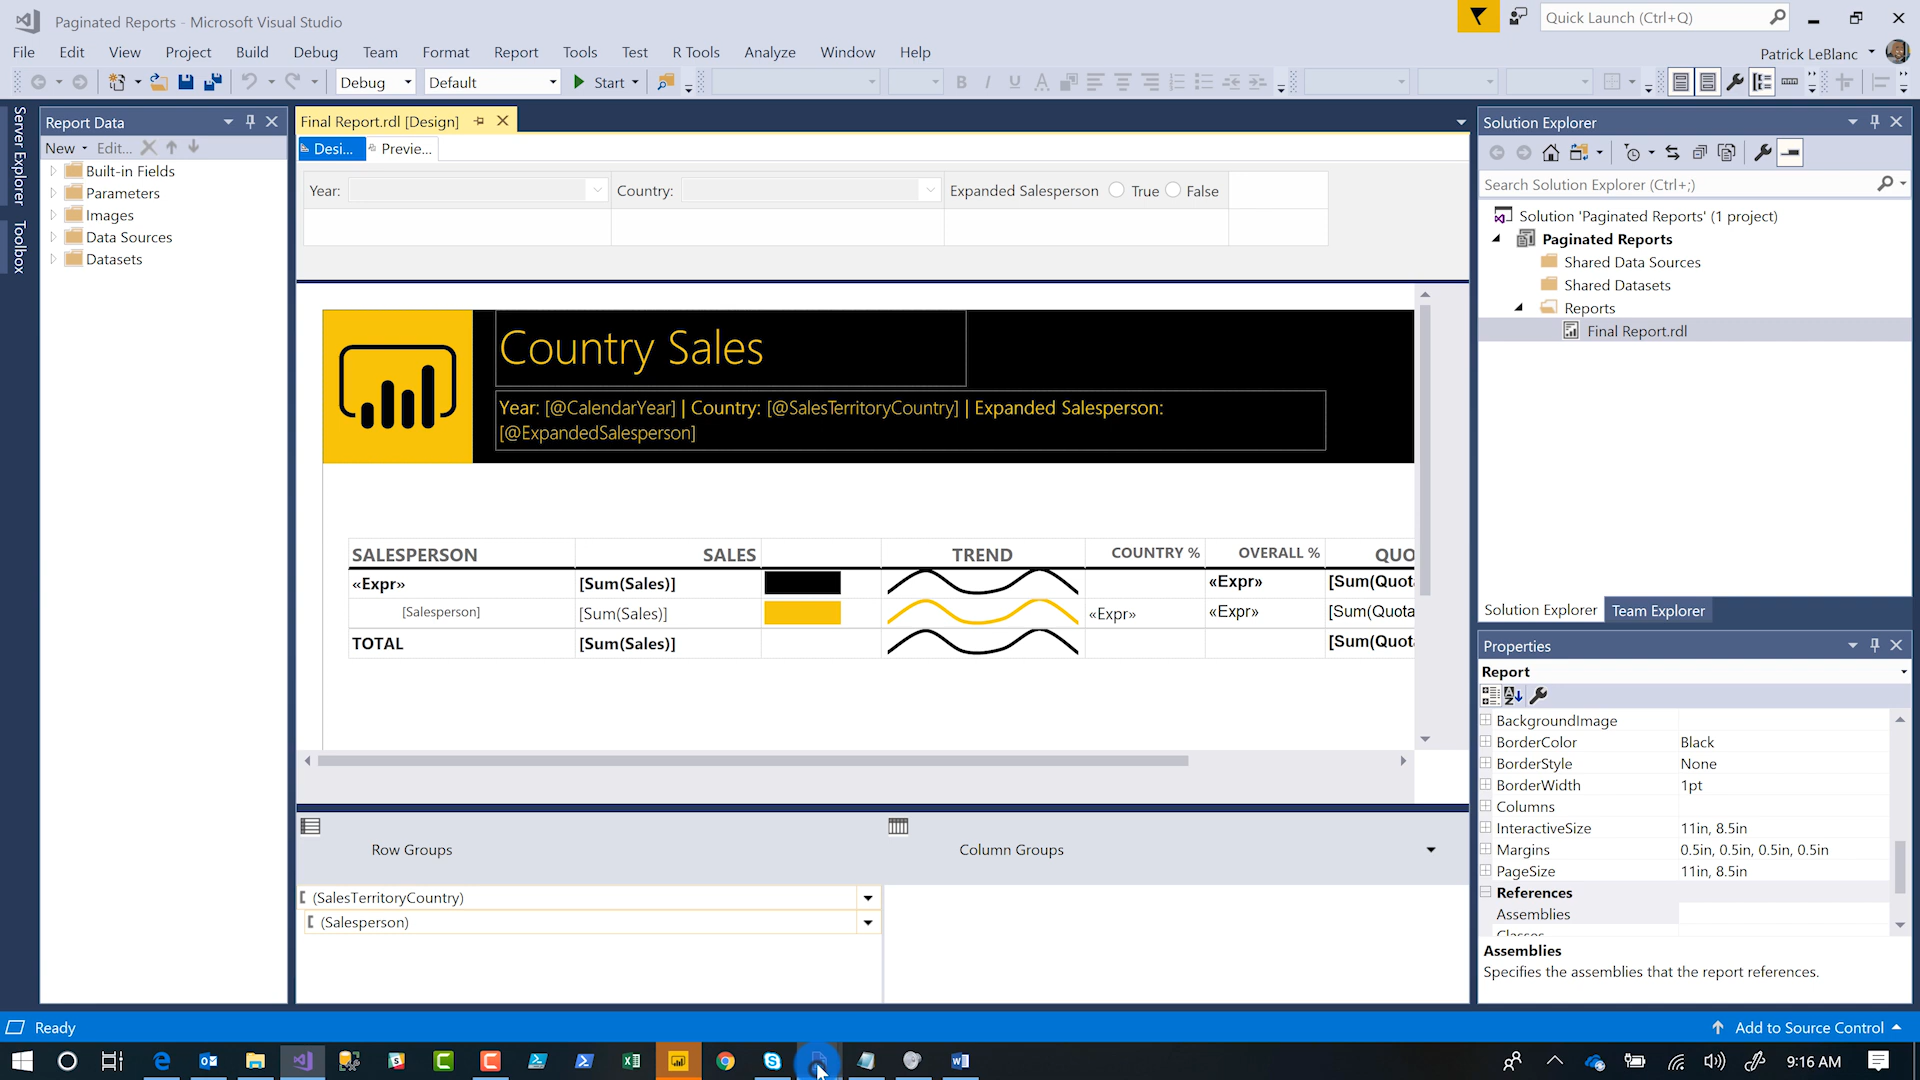 Paginated Reports - Microsoft Visual Studio
Quick Launch (Ctrl+Q)
File Edit View Project Build Debug Team Format Report Tools Test R Tools Analyze Window Help
Patrick LeBlanc
Debug Default Start
Server Explorer
Toolbox
Report Data
New Edit...
Built-in Fields
Parameters
Images
Data Sources
Datasets
Final Report.rdl [Design]
Desi... Previe...
Year: Country: Expanded Salesperson True False
Country Sales
Year: [@CalendarYear] | Country: [@SalesTerritoryCountry] | Expanded Salesperson:
[@ExpandedSalesperson]
SALESPERSON SALES TREND COUNTRY % OVERALL % QUO
«Expr» [Sum(Sales)] «Expr» [Sum(Quota
[Salesperson] [Sum(Sales)] «Expr» «Expr» [Sum(Quota
TOTAL [Sum(Sales)] [Sum(Quot
Row Groups
Column Groups
(SalesTerritoryCountry)
(Salesperson)
Solution Explorer
Search Solution Explorer (Ctrl+;)
Solution 'Paginated Reports' (1 project)
Paginated Reports
Shared Data Sources
Shared Datasets
Reports
Final Report.rdl
Solution Explorer Team Explorer
Properties
Report
BackgroundImage
BorderColor Black
BorderStyle None
BorderWidth 1pt
Columns
InteractiveSize 11in, 8.5in
Margins 0.5in, 0.5in, 0.5in, 0.5in
PageSize 11in, 8.5in
References
Assemblies
Assemblies
Specifies the assemblies that the report references.
Ready
Add to Source Control
9:16 AM